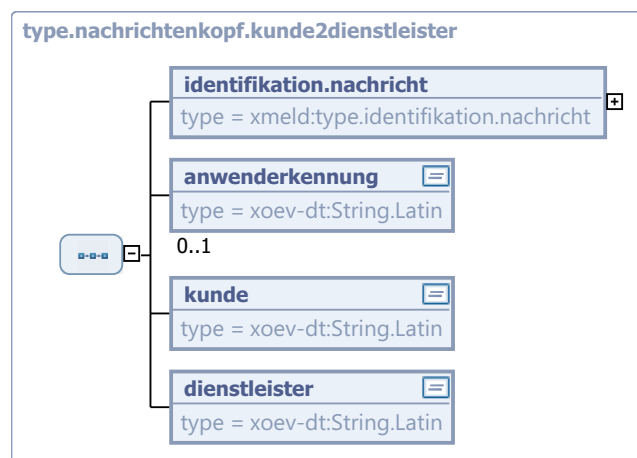 type.nachrichtenkopf.kunde2dienstleister
identifikation.nachricht
type = xmeld:type.identifikation.nachricht
anwenderkennung
type = xoev-dt:String.Latin
0..1
kunde
type = xoev-dt:String.Latin
dienstleister
type = xoev-dt:String.Latin